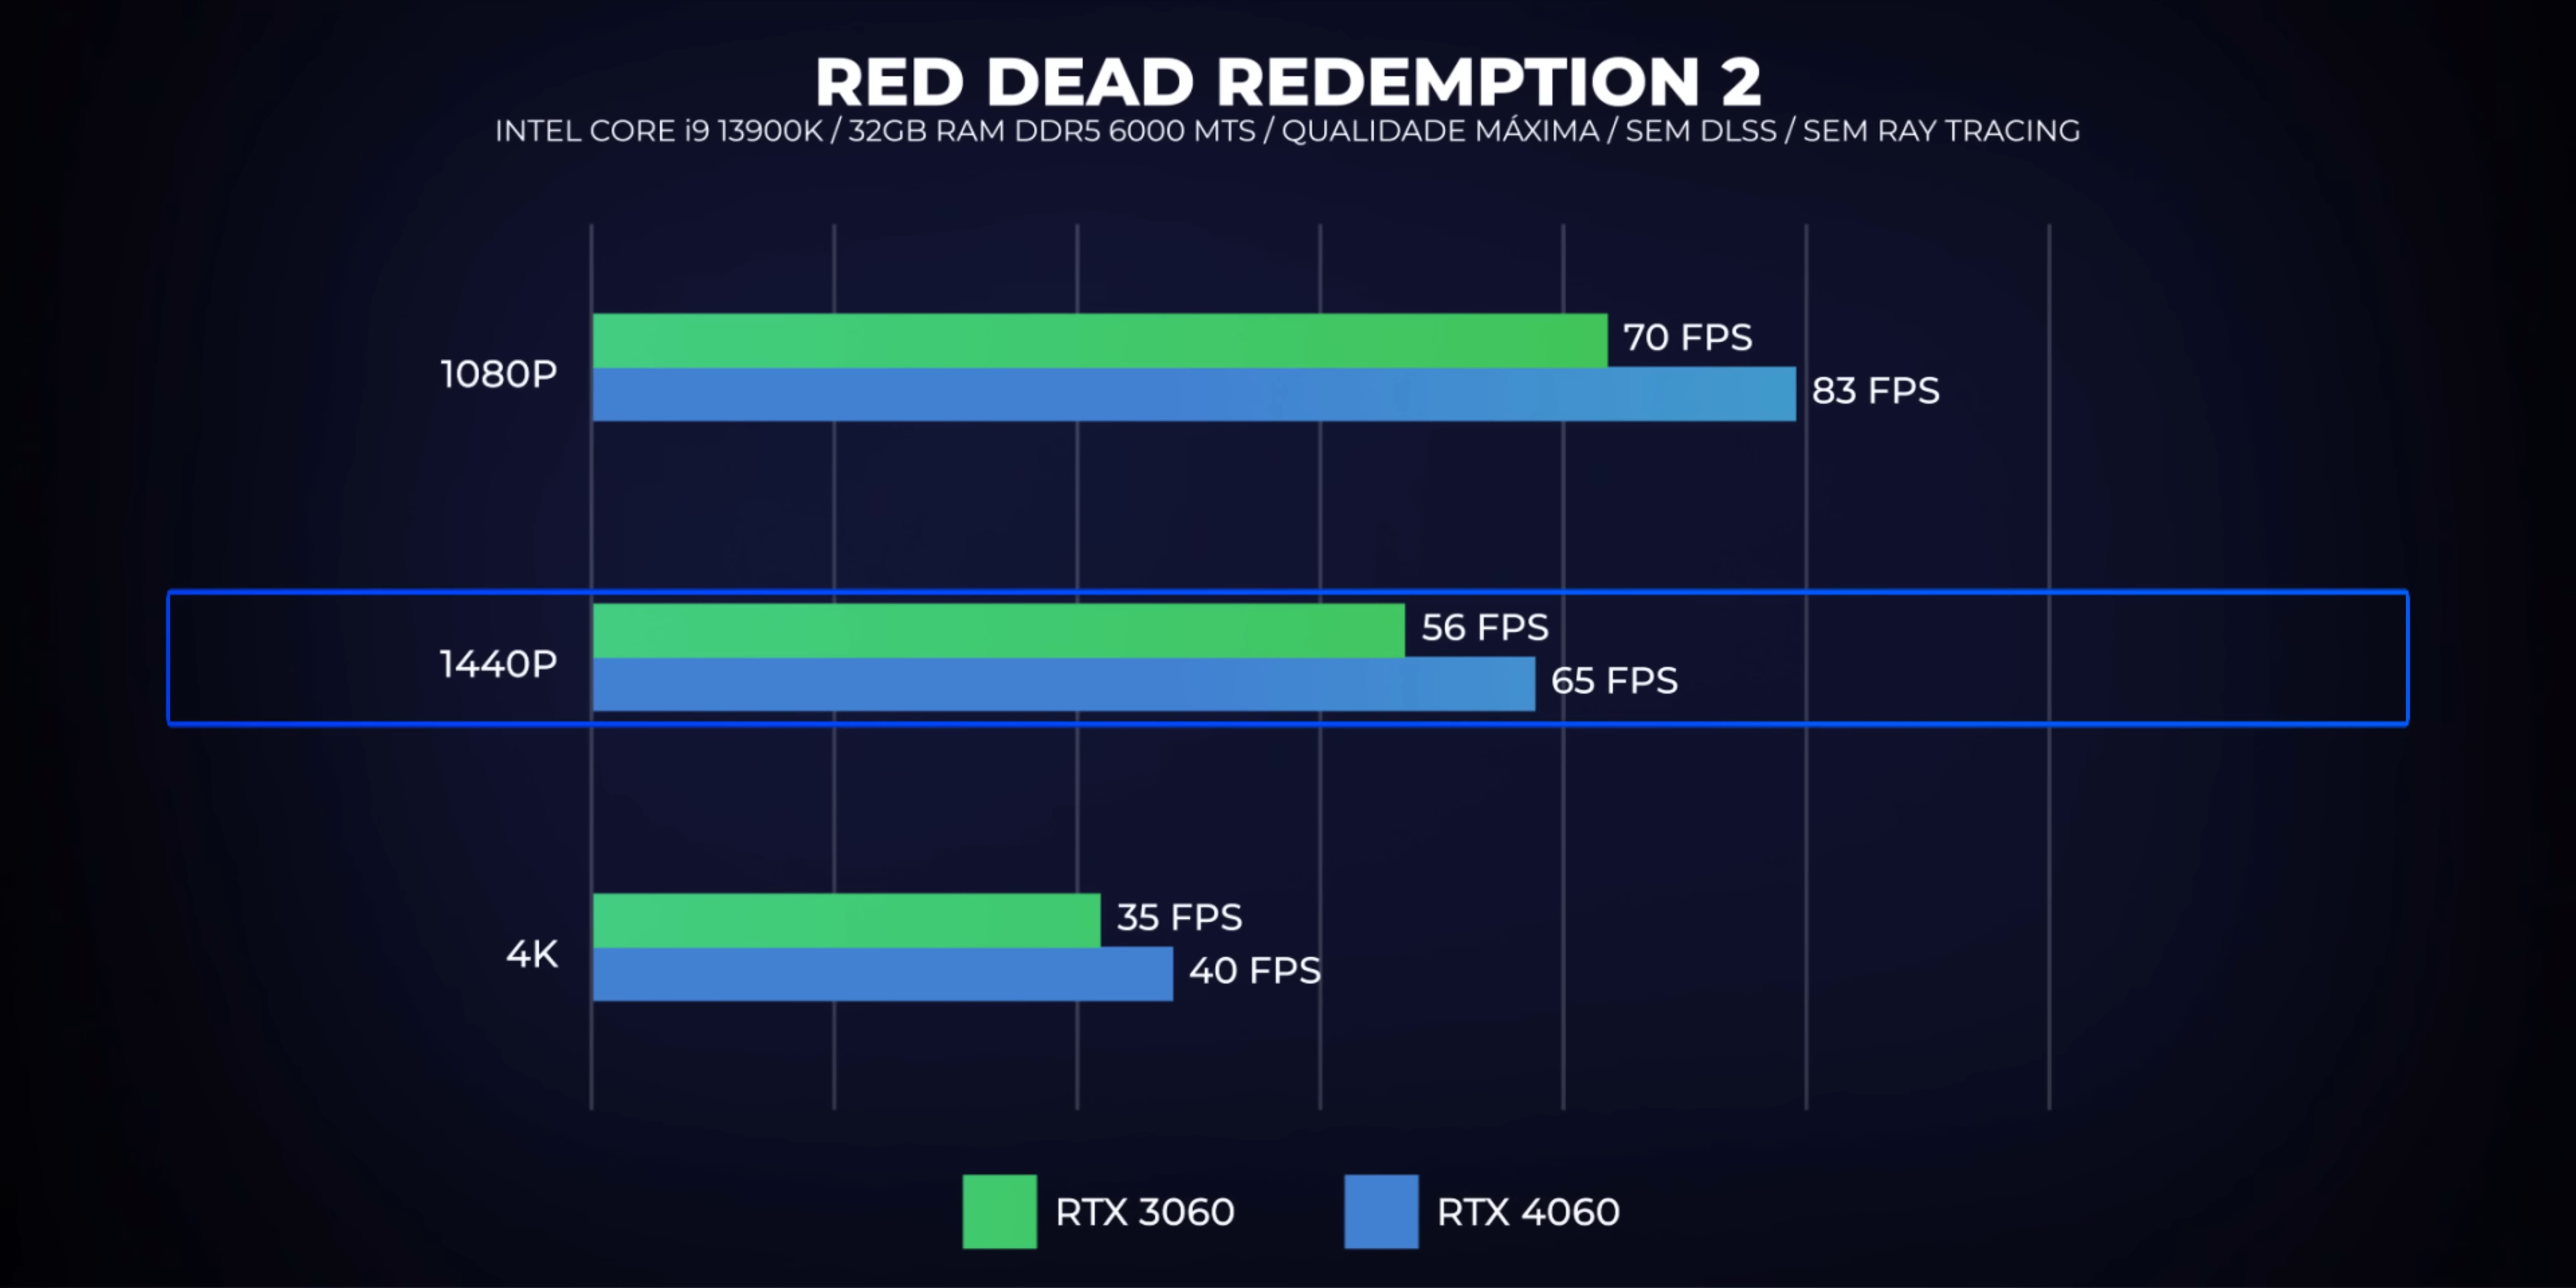 RED DEAD REDEMPTION 2
INTEL CORE i9 13900K / 32GB RAM DDR5 6000 MTS / QUALIDADE MÁXIMA / SEM DLSS / SEM RAY TRACING
1080P
70 FPS
83 FPS
1440P
56 FPS
65 FPS
4K
35 FPS
40 FPS
RTX 3060
RTX 4060